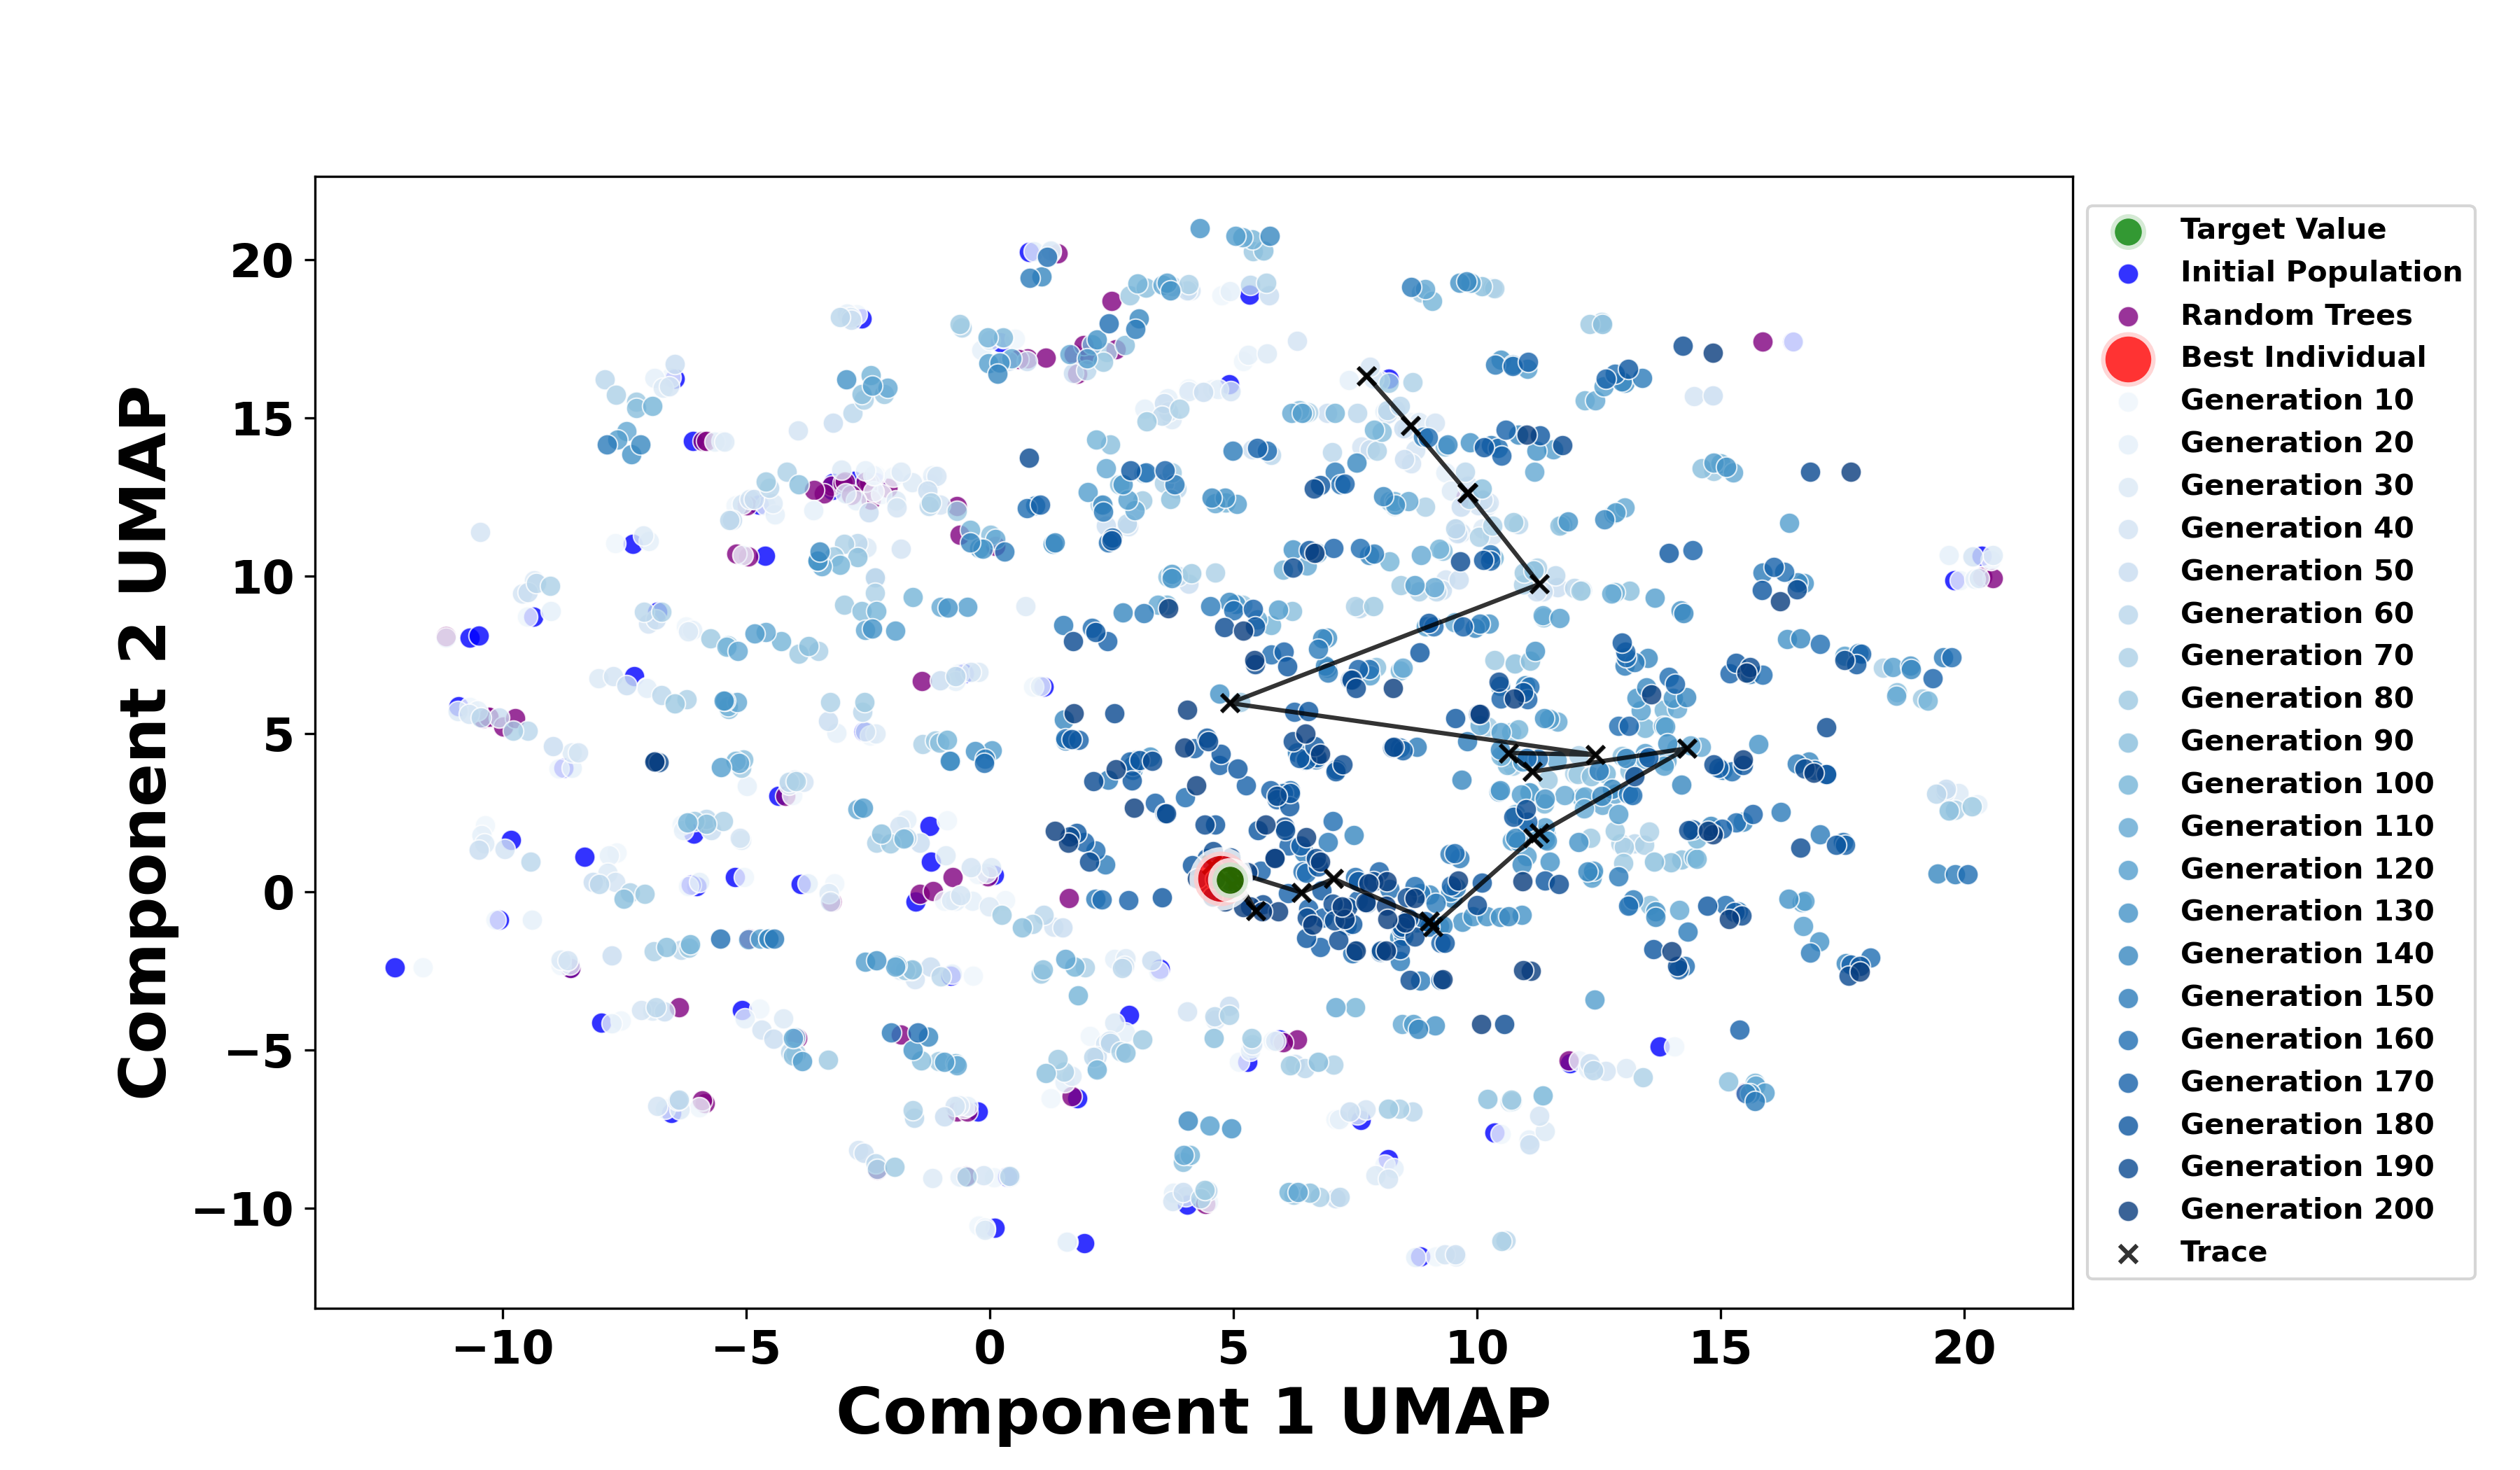 20
15
10
5
0
−5
−10
Component 2 UMAP
−10 −5 0 5 10 15 20
Component 1 UMAP
Target Value
Initial Population
Random Trees
Best Individual
Generation 10
Generation 20
Generation 30
Generation 40
Generation 50
Generation 60
Generation 70
Generation 80
Generation 90
Generation 100
Generation 110
Generation 120
Generation 130
Generation 140
Generation 150
Generation 160
Generation 170
Generation 180
Generation 190
Generation 200
Trace